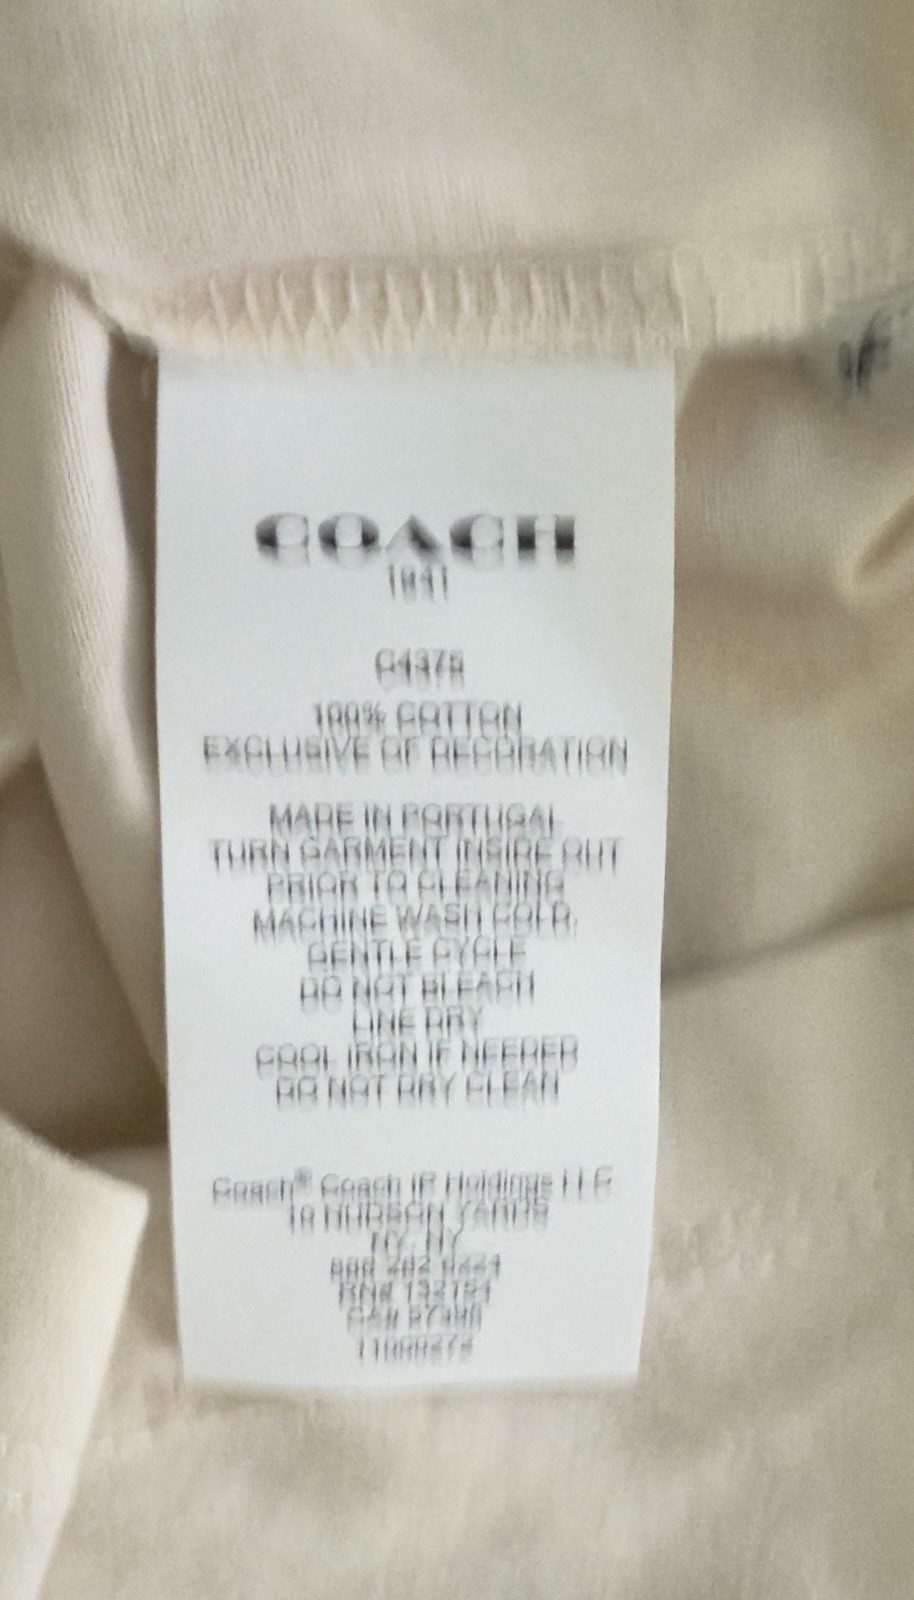 COACH
1941
100% COTTON
EXCLUSIVE OF DECORATION
MADE IN PORTUGAL
TURN GARMENT INSIDE OUT
PRIOR TO CLEANING
MACHINE WASH COLD,
GENTLE CYCLE
DO NOT BLEACH
LINE DRY
COOL IRON IF NEEDED
DO NOT DRY CLEAN
Coach® Coach IP Holdings LLC
10 HUDSON YARDS
NY, NY
RN# 132154